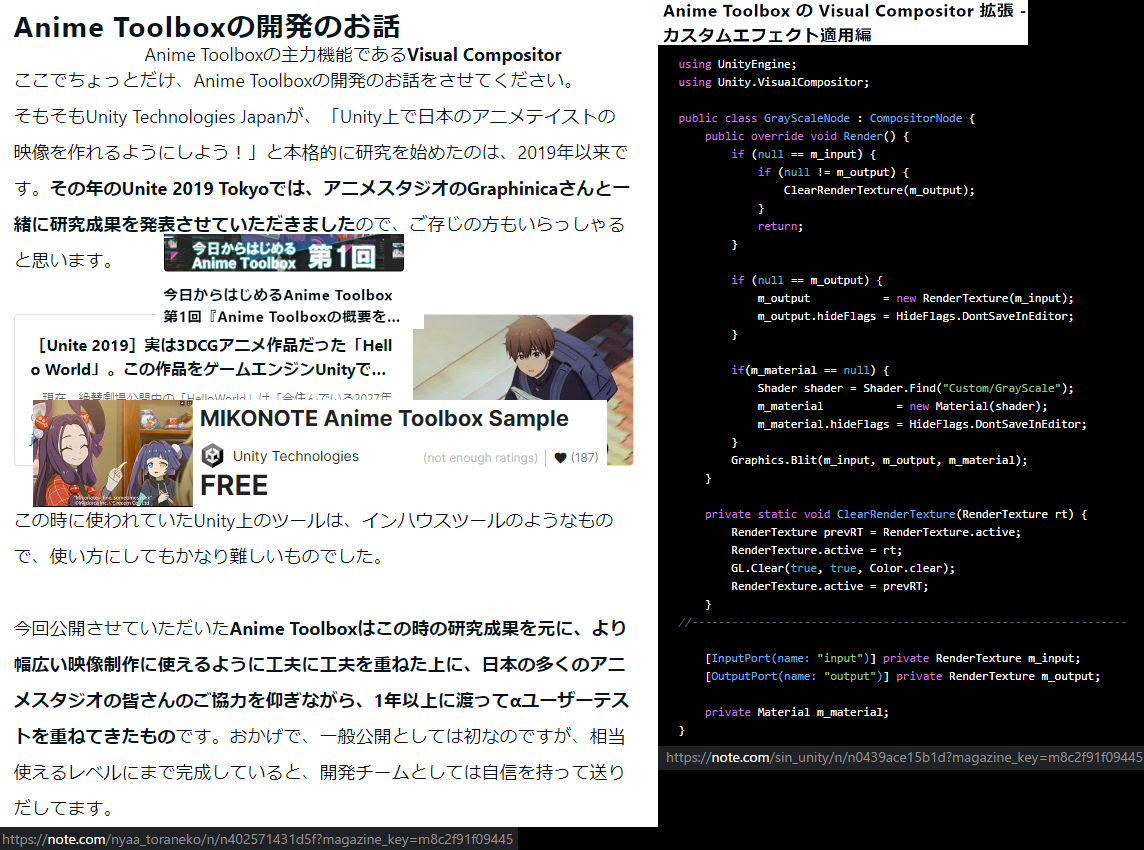 Anime Toolboxの開発のお話
Anime Toolboxの主力機能であるVisual Compositor
ここでちょっとだけ、Anime Toolboxの開発のお話をさせてください。
そもそもUnity Technologies Japanが、「Unity上で日本のアニメテイストの
映像を作れるようにしよう！」と本格的に研究を始めたのは、2019年以来で
す。その年のUnite 2019 Tokyoでは、アニメスタジオのGraphinicaさんと一
緒に研究成果を発表させていただきましたので、ご存じの方もいらっしゃる
と思います。
今日からはじめる
Anime Toolbox 第1回
今日からはじめるAnime Toolbox
第1回『Anime Toolboxの概要を...
［Unite 2019］実は3DCGアニメ作品だった「Hell
o World」。この作品をゲームエンジンUnityで...
現在、絶賛劇場公開中の「HelloWorld」は「今住んでいる2027年
MIKONOTE Anime Toolbox Sample
Unity Technologies
(not enough ratings) (187)
FREE
この時に使われていたUnity上のツールは、インハウスツールのようなもの
で、使い方にしてもかなり難しいものでした。
今回公開させていただいたAnime Toolboxはこの時の研究成果を元に、より
幅広い映像制作に使えるように工夫に工夫を重ねた上に、日本の多くのアニ
メスタジオの皆さんのご協力を仰ぎながら、1年以上に渡ってαユーザーテス
トを重ねてきたものです。おかげで、一般公開としては初なのですが、相当
使えるレベルにまで完成していると、開発チームとしては自信を持って送り
だしてます。
https://note.com/nyaa_toraneko/n/n402571431d5f?magazine_key=m8c2f91f09445
Anime Toolbox の Visual Compositor 拡張 -
カスタムエフェクト適用編
using UnityEngine;
using Unity.VisualCompositor;
public class GrayScaleNode : CompositorNode {
public override void Render() {
if (null == m_input) {
if (null != m_output) {
ClearRenderTexture(m_output);
}
return;
}
if (null == m_output) {
m_output = new RenderTexture(m_input);
m_output.hideFlags = HideFlags.DontSaveInEditor;
}
if(m_material == null) {
Shader shader = Shader.Find("Custom/GrayScale");
m_material = new Material(shader);
m_material.hideFlags = HideFlags.DontSaveInEditor;
}
Graphics.Blit(m_input, m_output, m_material);
}
private static void ClearRenderTexture(RenderTexture rt) {
RenderTexture prevRT = RenderTexture.active;
RenderTexture.active = rt;
GL.Clear(true, true, Color.clear);
RenderTexture.active = prevRT;
}
//------------------------------------------------------------------
[InputPort(name: "input")] private RenderTexture m_input;
[OutputPort(name: "output")] private RenderTexture m_output;
private Material m_material;
}
https://note.com/sin_unity/n/n0439ace15b1d?magazine_key=m8c2f91f09445